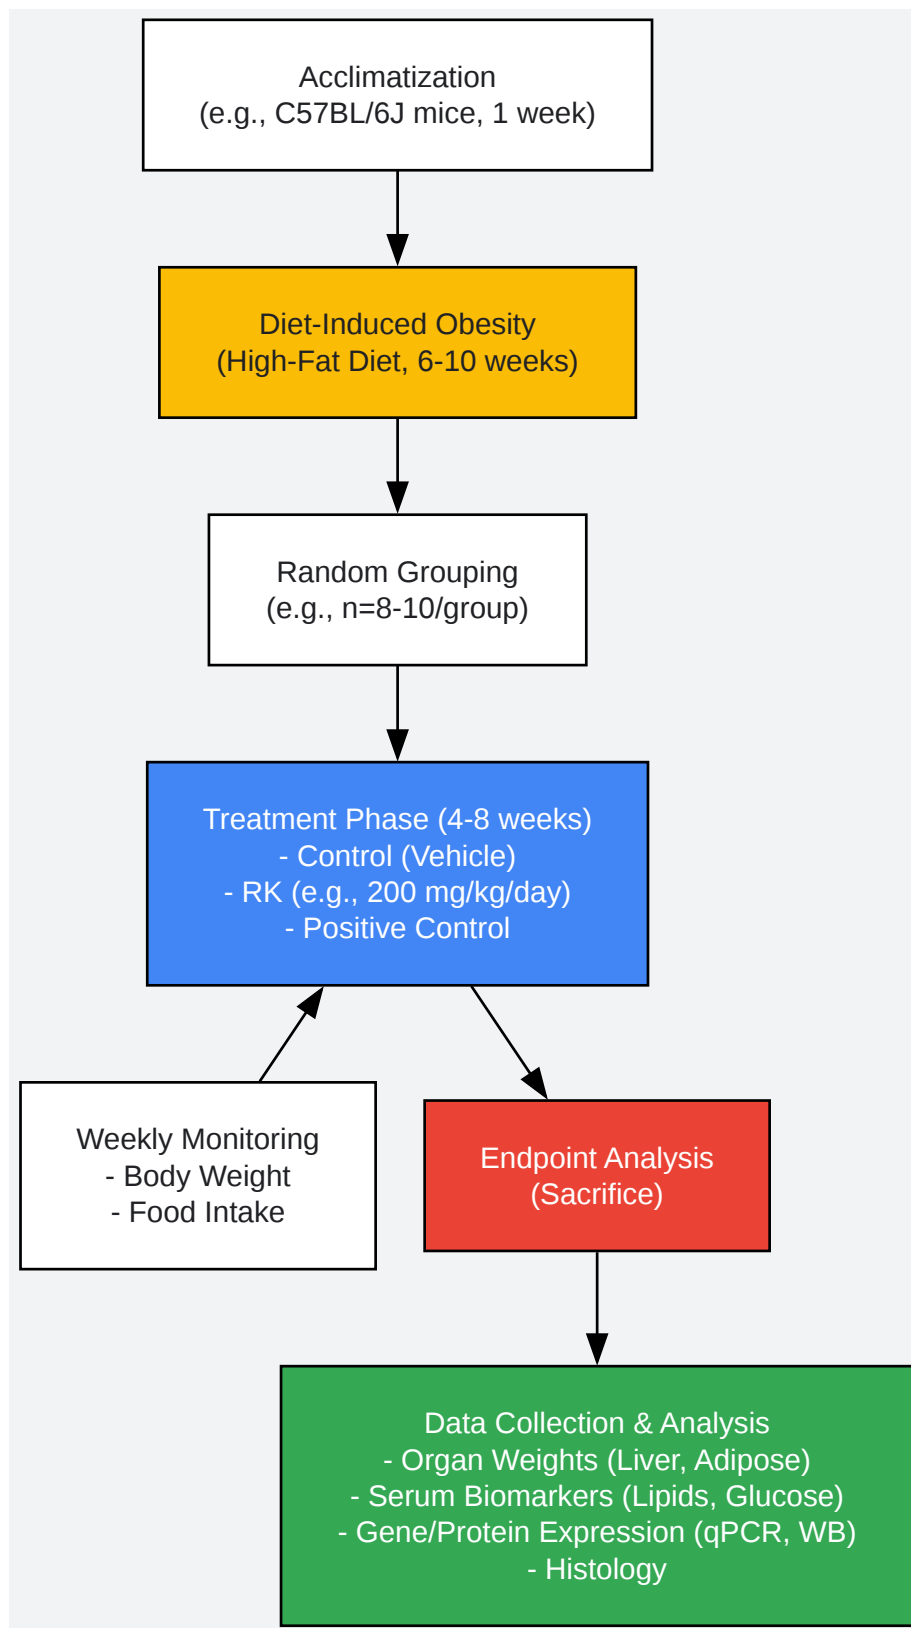 Acclimatization
(e.g., C57BL/6J mice, 1 week)
Diet-Induced Obesity
(High-Fat Diet, 6-10 weeks)
Random Grouping
(e.g., n=8-10/group)
Treatment Phase (4-8 weeks)
- Control (Vehicle)
- RK (e.g., 200 mg/kg/day)
- Positive Control
Weekly Monitoring
- Body Weight
- Food Intake
Endpoint Analysis
(Sacrifice)
Data Collection & Analysis
- Organ Weights (Liver, Adipose)
- Serum Biomarkers (Lipids, Glucose)
- Gene/Protein Expression (qPCR, WB)
- Histology